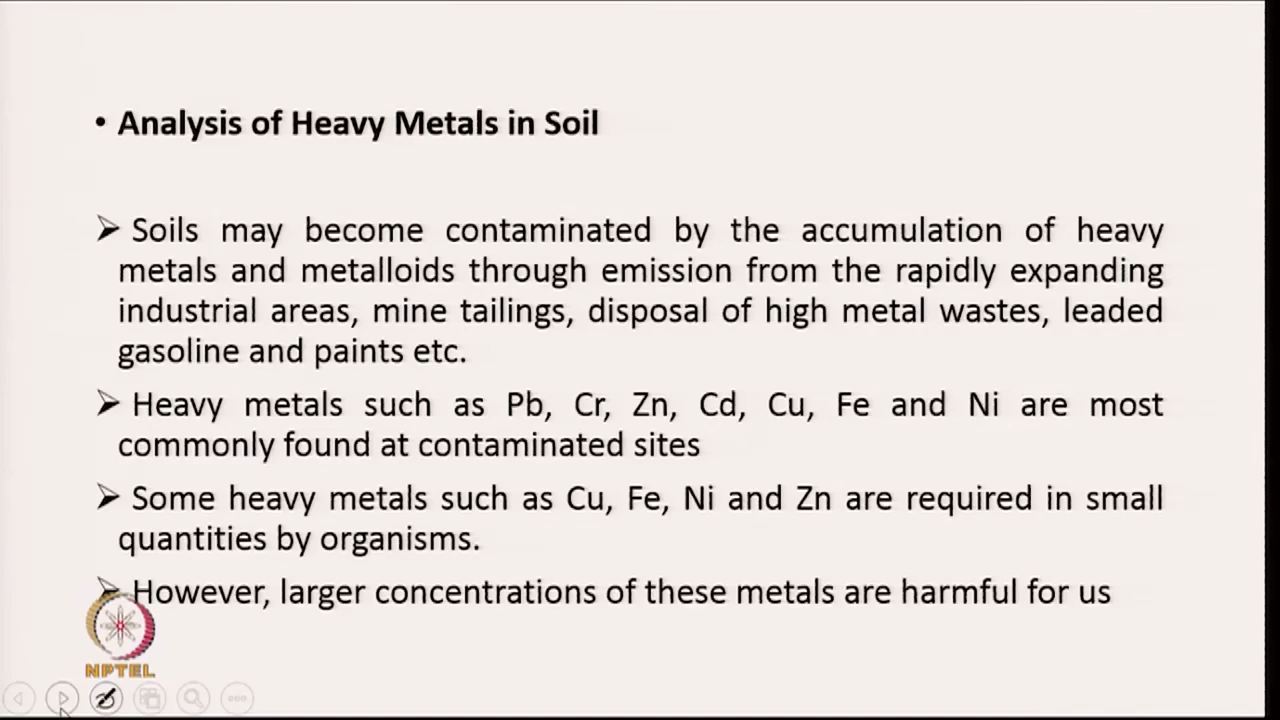 • Analysis of Heavy Metals in Soil
➢ Soils may become contaminated by the accumulation of heavy
metals and metalloids through emission from the rapidly expanding
industrial areas, mine tailings, disposal of high metal wastes, leaded
gasoline and paints etc.
➢ Heavy metals such as Pb, Cr, Zn, Cd, Cu, Fe and Ni are most
commonly found at contaminated sites
➢ Some heavy metals such as Cu, Fe, Ni and Zn are required in small
quantities by organisms.
➢ However, larger concentrations of these metals are harmful for us
NPTEL